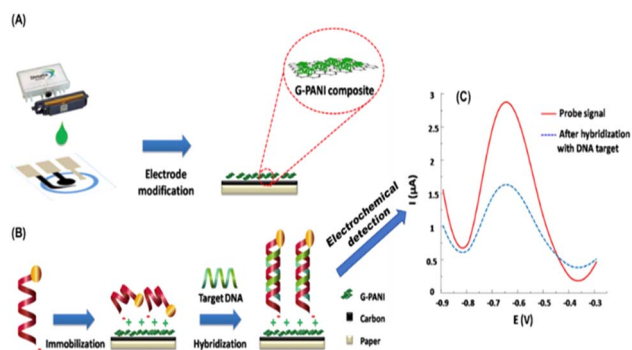 (A)
G-PANI composite
Electrode
modification
(B)
Immobilization
Target DNA
Hybridization
G-PANI
Carbon
Paper
Electrochemical
detection
(C)
Probe signal
After hybridization
with DNA target
I (µA)
3
2.5
2
1.5
1
0.5
0
-0.9
-0.8
-0.7
-0.6
-0.5
-0.4
-0.3
E (V)